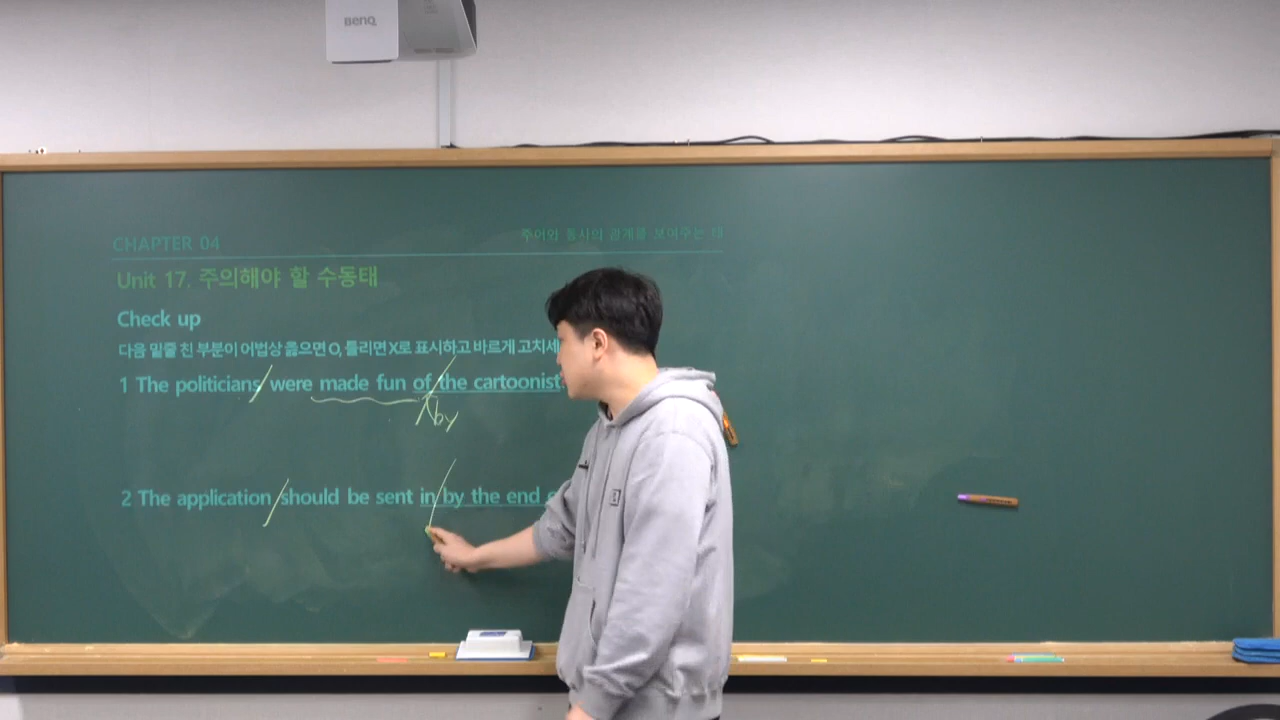 BenQ
CHAPTER 04
주어와 동사의 관계를 보여주는
Unit 17. 주의해야 할 수동태
Check up
다음 밑줄 친 부분이 어법상 옳으면 O, 틀리면 X로 표시하고 바르게 고치세
1 The politicians were made fun of the cartoonist.
by
2 The application should be sent in by the end